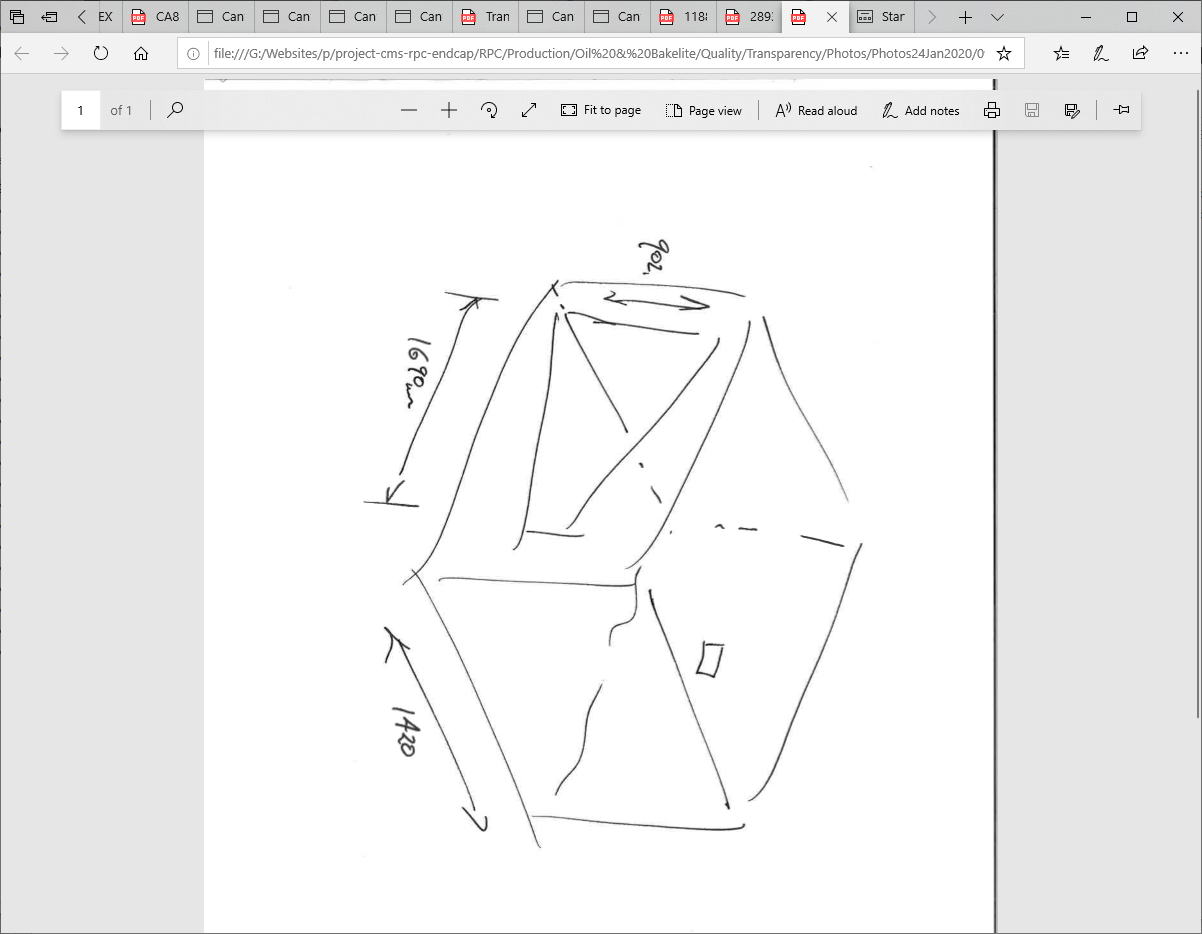 EX CA8 Can Can Can Can Tran Can Can 118 289 Star
file:///G:/Websites/p/project-cms-rpc-endcap/RPC/Production/Oil%20&%20Bakelite/Quality/Transparency/Photos/Photos24Jan2020/0
1 of 1 Fit to page Page view Read aloud Add notes
902
1690mm
1420